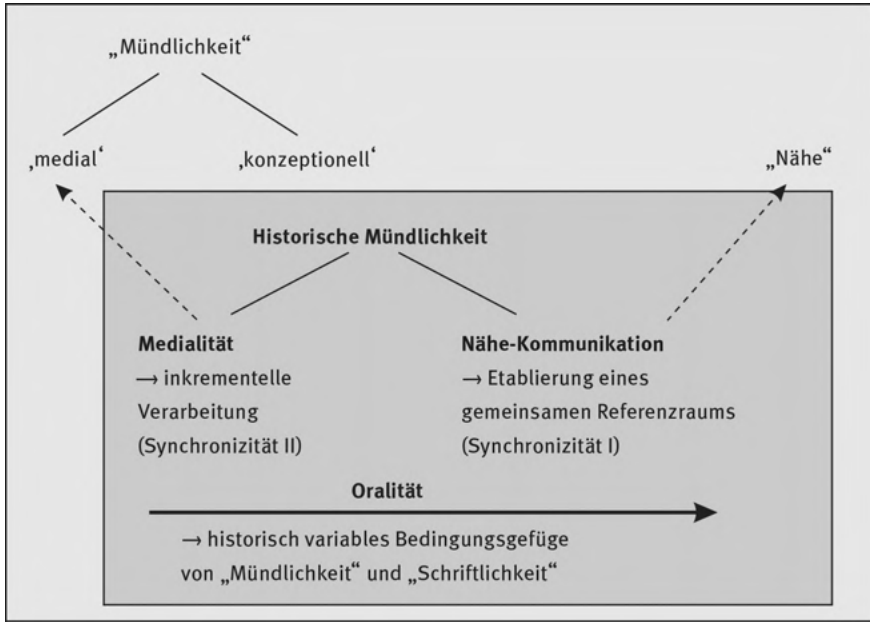 „Mündlichkeit“
‚medial‘
‚konzeptionell‘
„Nähe“
Historische Mündlichkeit
Medialität
→ inkrementelle
Verarbeitung
(Synchronizität II)
Nähe-Kommunikation
→ Etablierung eines
gemeinsamen Referenzraums
(Synchronizität I)
Oralität
→ historisch variables Bedingungsgefüge
von „Mündlichkeit“ und „Schriftlichkeit“